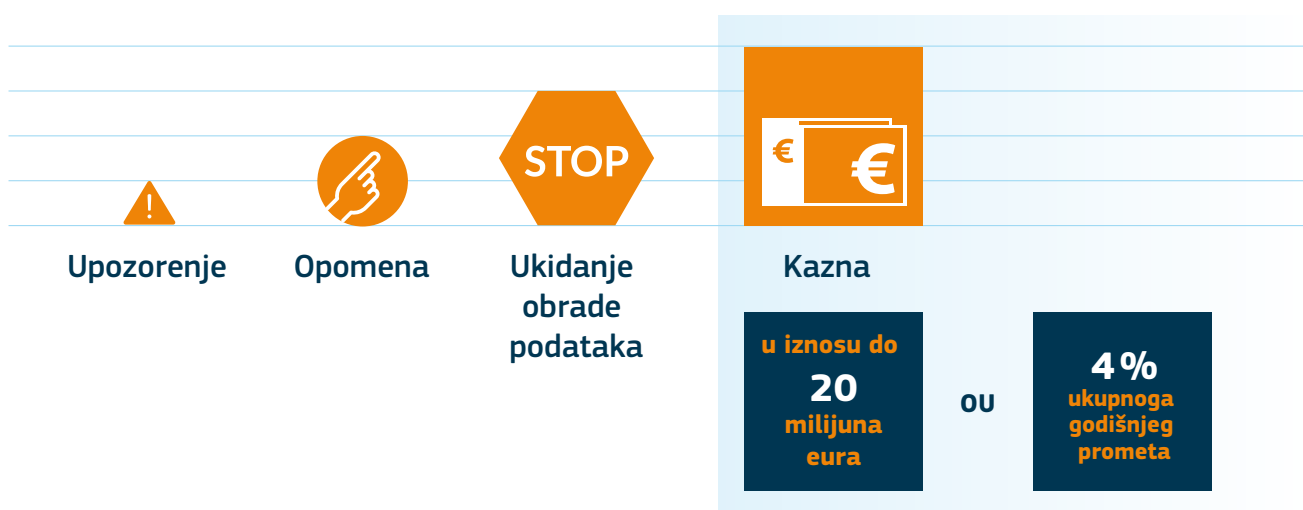 STOP
€
€
Upozorenje
Opomena
Ukidanje
obrade
podataka
Kazna
u iznosu do
20
milijuna
eura
OU
4 %
ukupnoga
godišnjeg
prometa